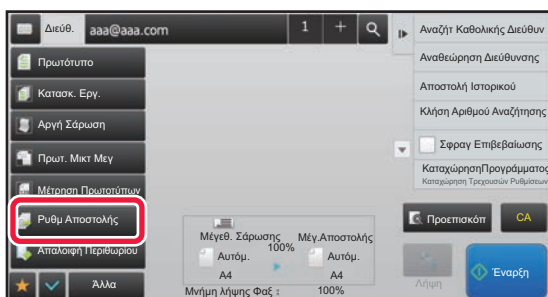 Διεύθ. aaa@aaa.com 1 +
Πρωτότυπο
Κατασκ. Εργ.
Αργή Σάρωση
Πρωτ. Μικτ Μεγ
Μέτρηση Πρωτοτύπων
Ρυθμ Αποστολής
Απαλοιφή Περιθωρίου
Άλλα
Μέγεθ. Σάρωσης
100%
Μέγ.Αποστολής
Αυτόμ.
A4
Αυτόμ.
A4
Μνήμη λήψης Φαξ : 100%
Αναζήτ Καθολικής Διεύθυν
Αναθεώρηση Διεύθυνσης
Αποστολή Ιστορικού
Κλήση Αριθμού Αναζήτησης
Σφραγ Επιβεβαίωσης
ΚαταχώρησηΠρογράμματος
Καταχώρηση Τρεχουσών Ρυθμίσεων
Προεπισκόπ
CA
Λήψη
Έναρξη